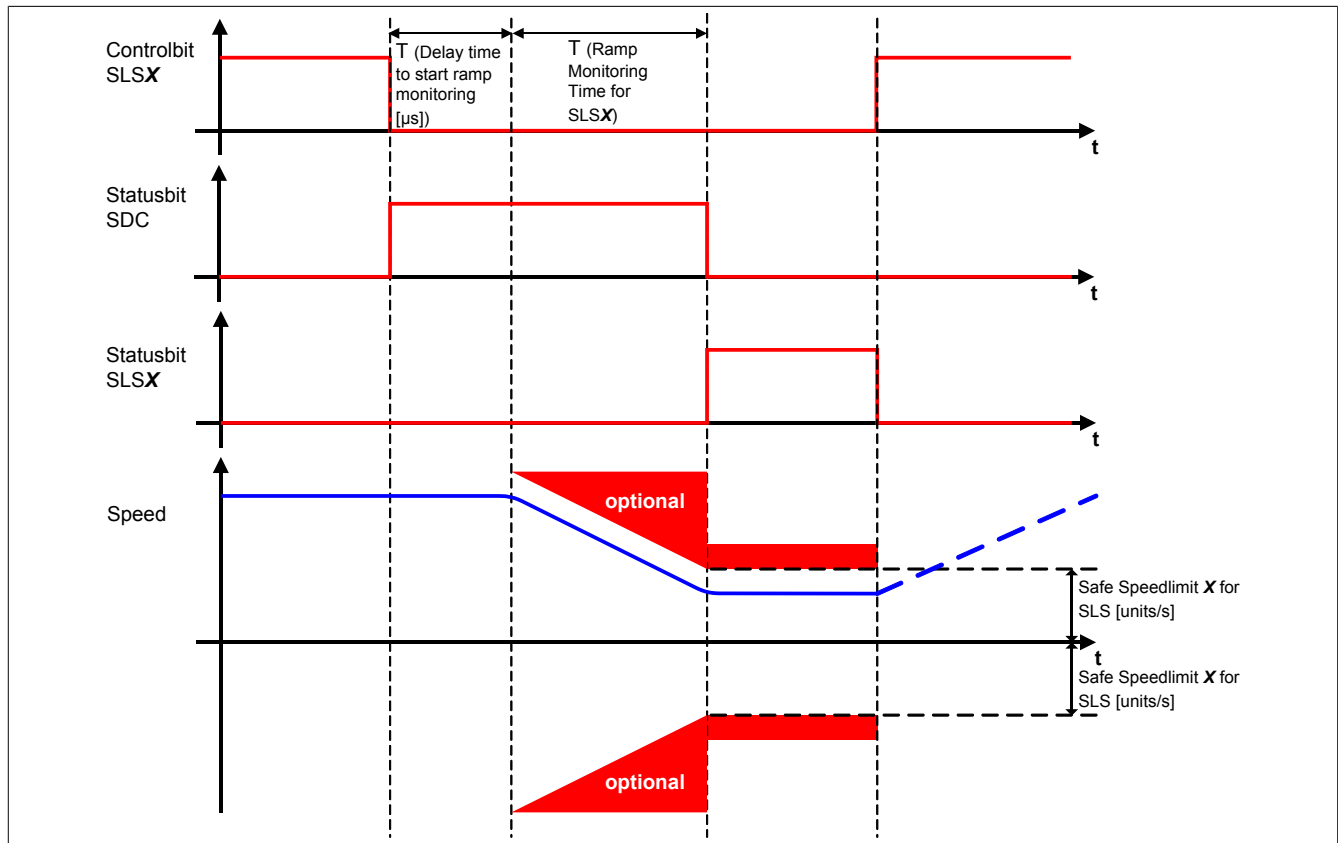 Controlbit
SLSX
T (Delay time
to start ramp
monitoring
[µs])
T (Ramp
Monitoring
Time for
SLSX)
t
Statusbit
SDC
t
Statusbit
SLSX
t
Speed
optional
Safe Speedlimit X for
SLS [units/s]
t
Safe Speedlimit X for
SLS [units/s]
optional